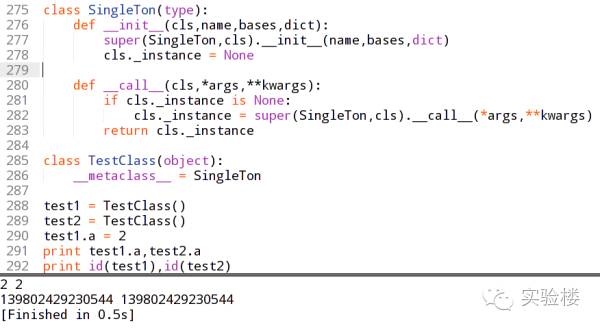 275 class SingleTon(type):
276     def __init__(cls,name,bases,dict):
277         super(SingleTon,cls).__init__(name,bases,dict)
278         cls._instance = None
279
280     def __call__(cls,*args,**kwargs):
281         if cls._instance is None:
282             cls._instance = super(SingleTon,cls).__call__(*args,**kwargs)
283         return cls._instance
284
285 class TestClass(object):
286     __metaclass__ = SingleTon
287
288 test1 = TestClass()
289 test2 = TestClass()
290 test1.a = 2
291 print test1.a,test2.a
292 print id(test1),id(test2)
2 2
139802429230544 139802429230544
[Finished in 0.5s]
实验楼